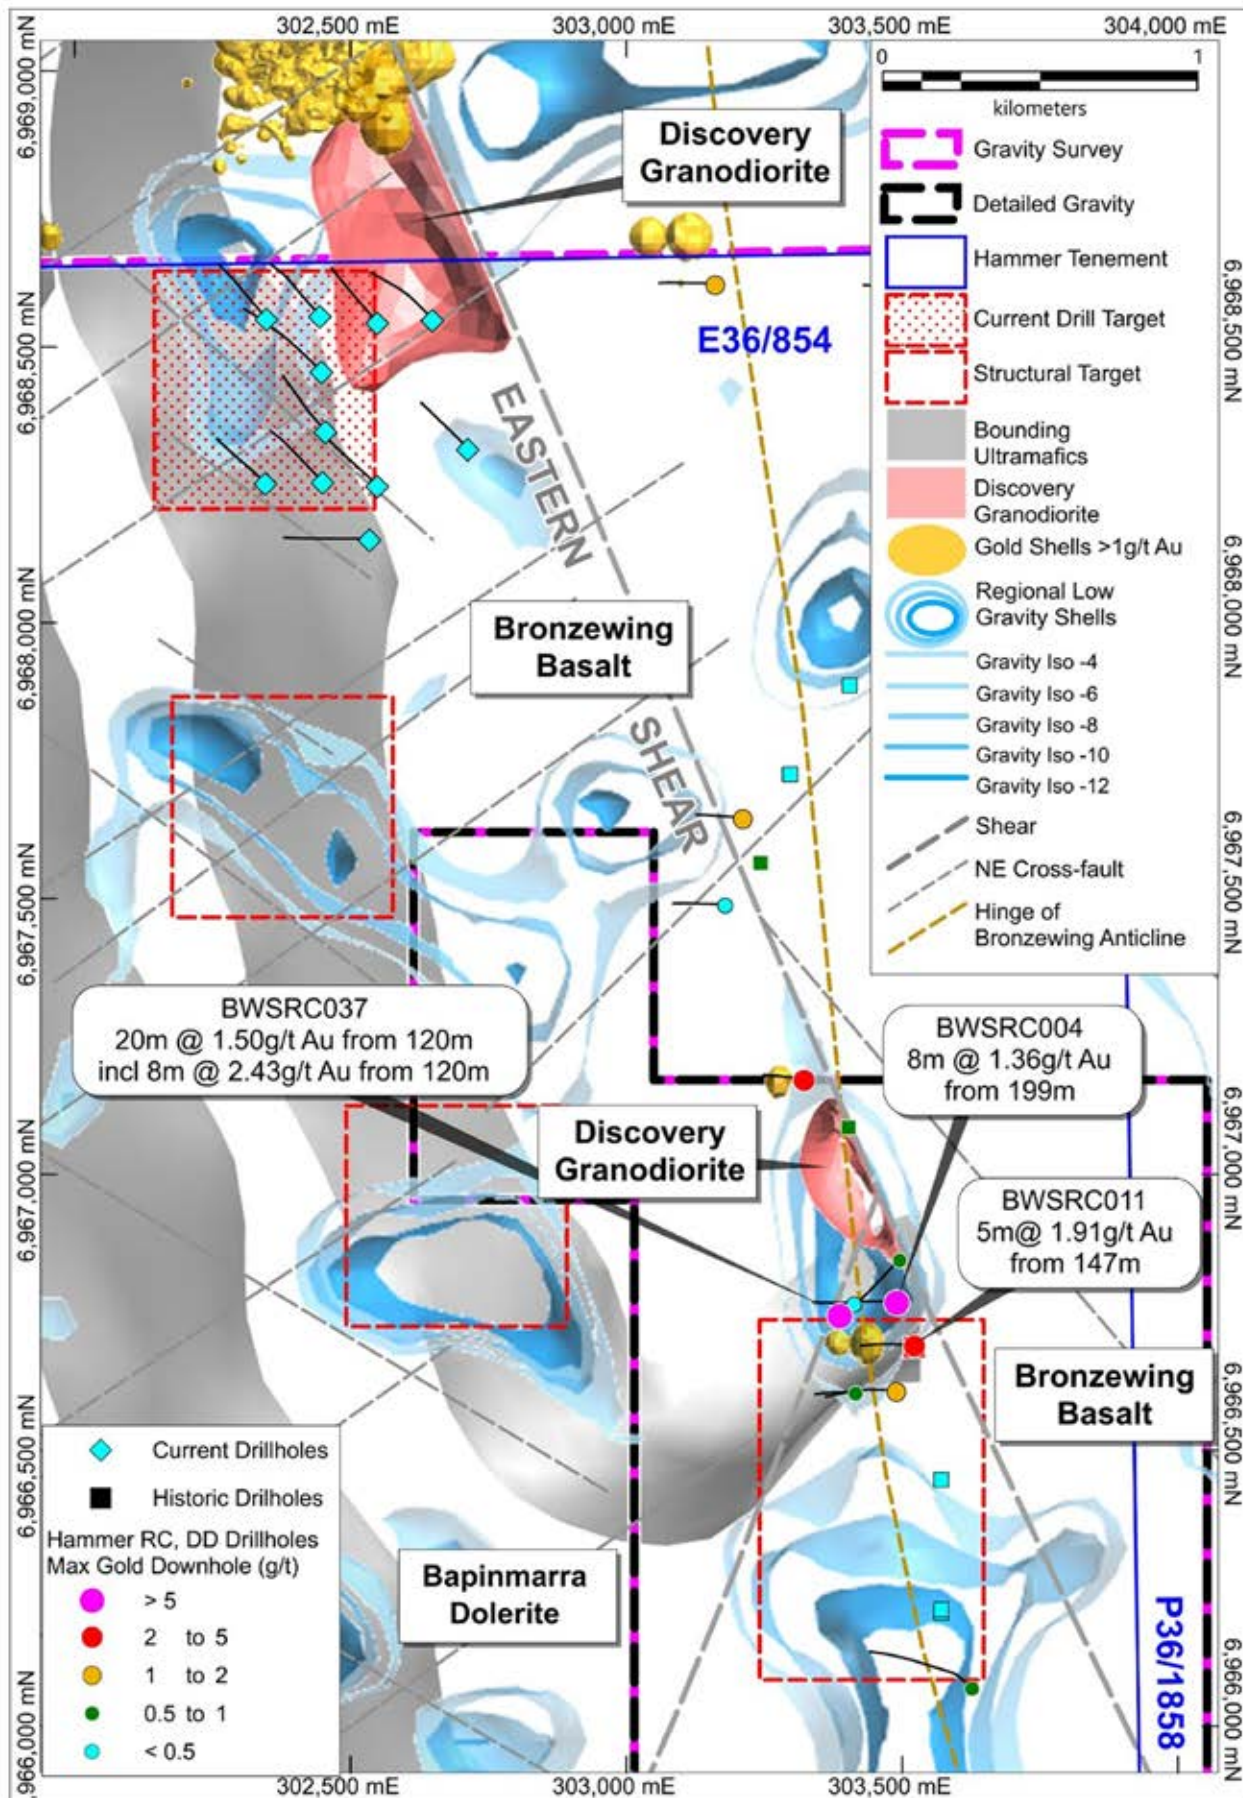 302,500 mE
303,000 mE
303,500 mE
304,000 mE
6,969,000 mN
6,968,500 mN
6,968,000 mN
6,967,500 mN
6,967,000 mN
6,966,500 mN
,966,000 mN
0
1
kilometers
Gravity Survey
Detailed Gravity
Hammer Tenement
Current Drill Target
Structural Target
Bounding
Ultramafics
Discovery
Granodiorite
Gold Shells >1g/t Au
Regional Low
Gravity Shells
Gravity Iso -4
Gravity Iso -6
Gravity Iso -8
Gravity Iso -10
Gravity Iso -12
Shear
NE Cross-fault
Hinge of
Bronzewing Anticline
6,968,500 mN
6,968,000 mN
6,967,500 mN
6,967,000 mN
6,966,500 mN
6,966,000 mN
Discovery
Granodiorite
E36/854
EASTERN
SHEAR
Bronzewing
Basalt
BWSRC037
20m @ 1.50g/t Au from 120m
incl 8m @ 2.43g/t Au from 120m
BWSRC004
8m @ 1.36g/t Au
from 199m
Discovery
Granodiorite
BWSRC011
5m@ 1.91g/t Au
from 147m
Bronzewing
Basalt
Bapinmarra
Dolerite
P36/1858
Current Drillholes
Historic Drilholes
Hammer RC, DD Drillholes
Max Gold Downhole (g/t)
> 5
2 to 5
1 to 2
0.5 to 1
< 0.5
302,500 mE
303,000 mE
303,500 mE